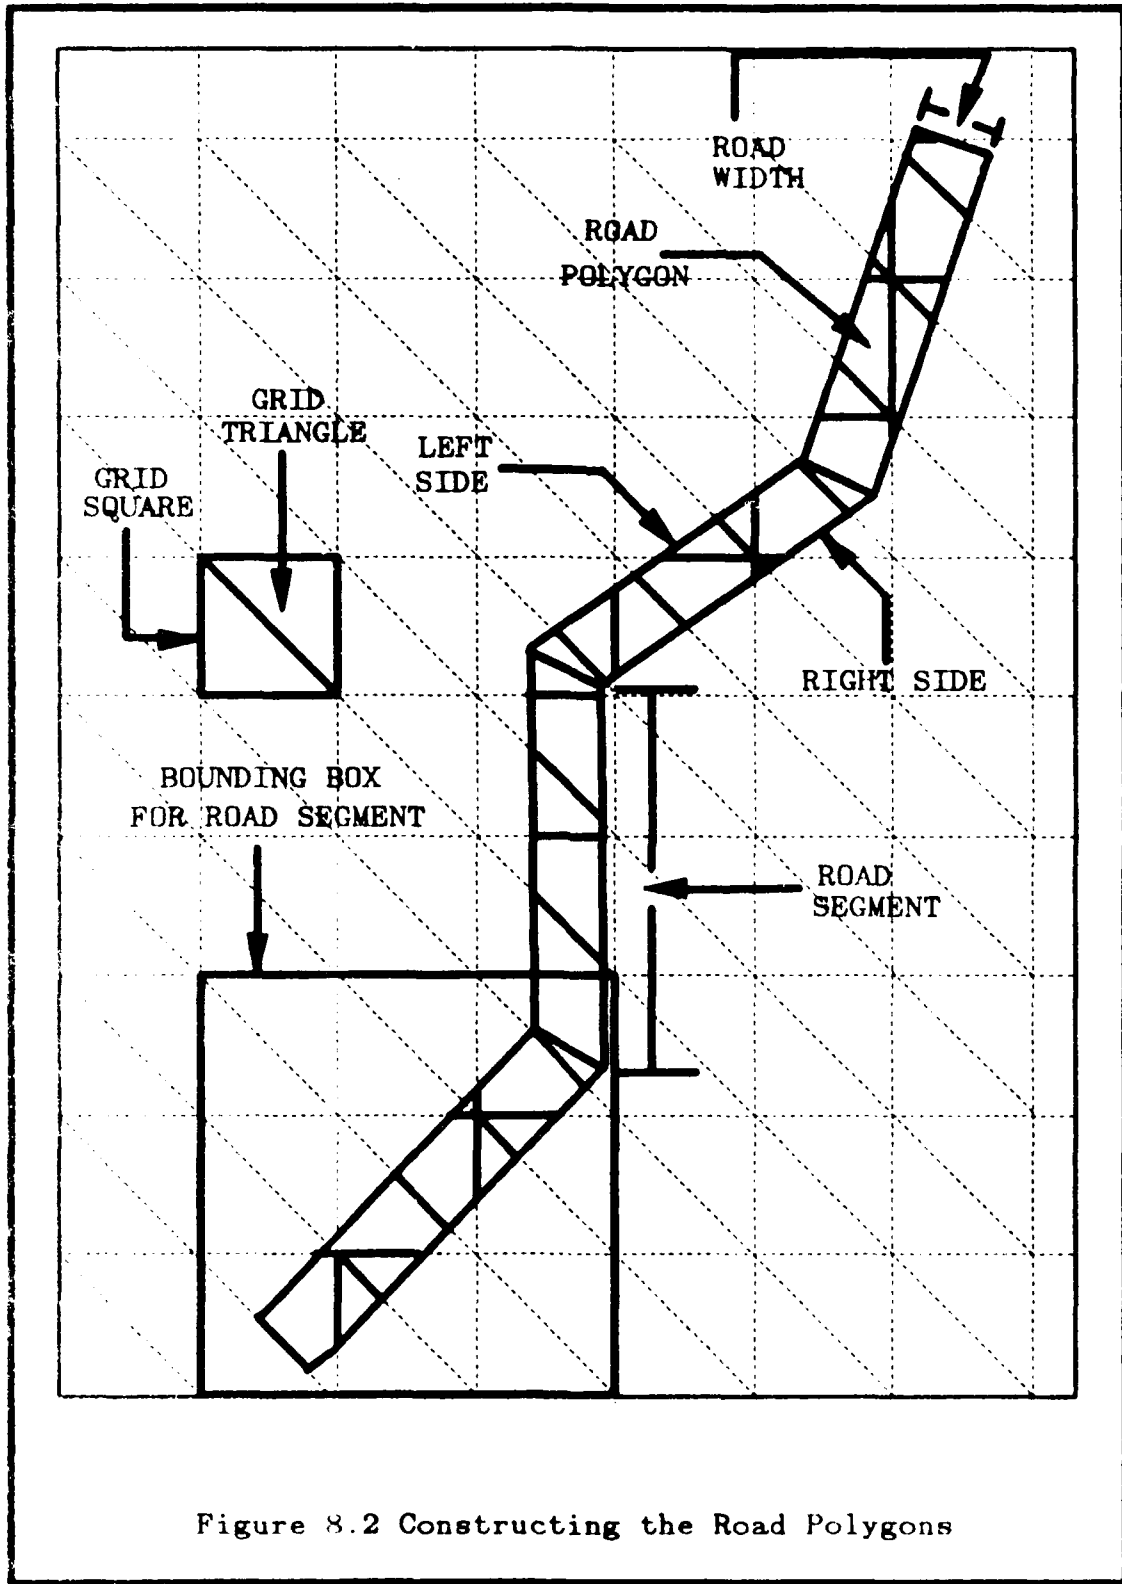 ROAD
WIDTH
ROAD
POLYGON
GRID
TRIANGLE
LEFT
SIDE
GRID
SQUARE
RIGHT SIDE
BOUNDING BOX
FOR ROAD SEGMENT
ROAD
SEGMENT
Figure 8.2 Constructing the Road Polygons